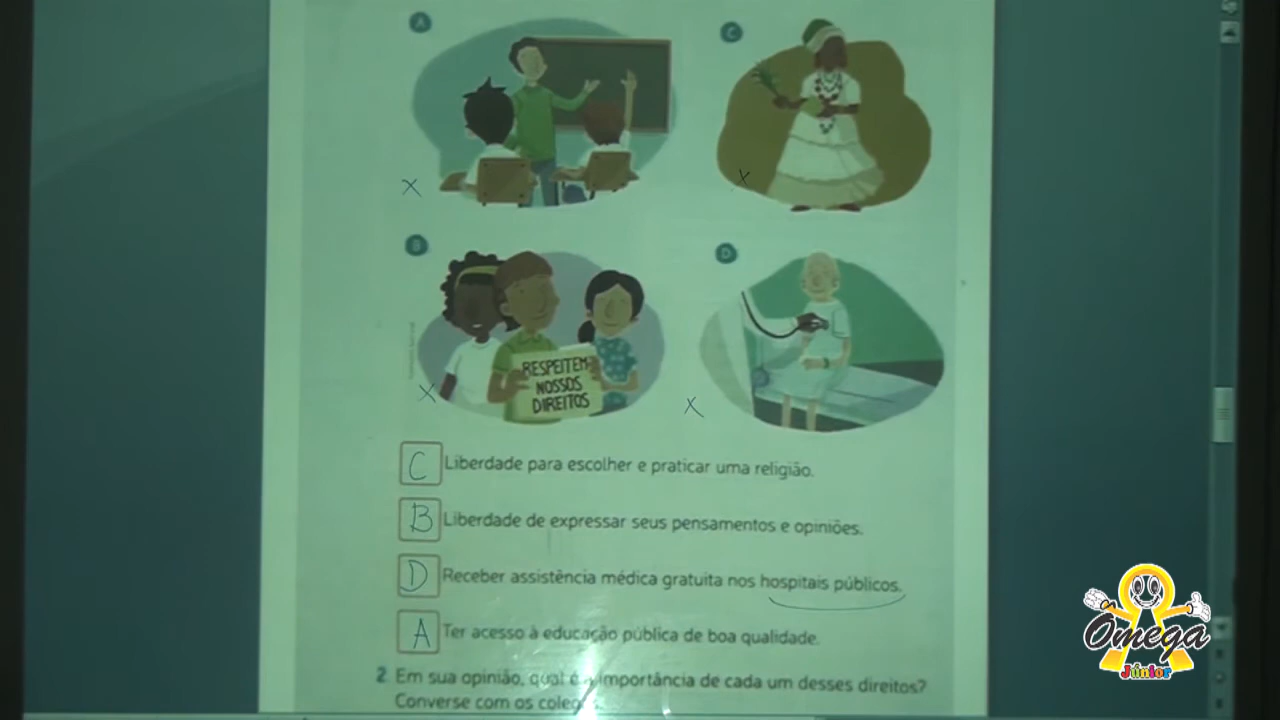 A
C
B
D
RESPEITEM
NOSSOS
DIREITOS
C Liberdade para escolher e praticar uma religião.
B Liberdade de expressar seus pensamentos e opiniões.
D Receber assistência médica gratuita nos hospitais públicos.
A Ter acesso à educação pública de boa qualidade.
2 Em sua opinião, qual é a importância de cada um desses direitos?
Converse com os colegas.
Omega
Júnior